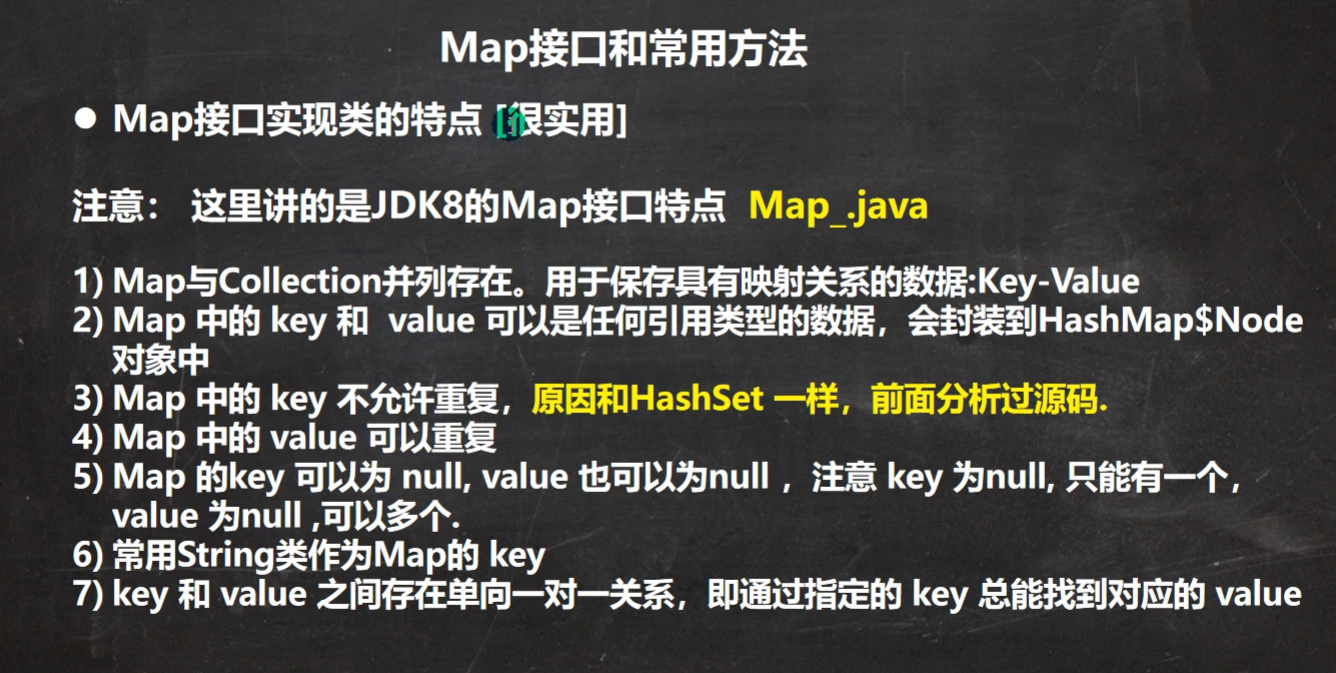 Map接口和常用方法
● Map接口实现类的特点 [很实用]
注意： 这里讲的是JDK8的Map接口特点 Map_.java
1) Map与Collection并列存在。用于保存具有映射关系的数据:Key-Value
2) Map 中的 key 和 value 可以是任何引用类型的数据，会封装到HashMap$Node
对象中
3) Map 中的 key 不允许重复，原因和HashSet 一样，前面分析过源码.
4) Map 中的 value 可以重复
5) Map 的key 可以为 null, value 也可以为null ，注意 key 为null, 只能有一个，
value 为null ,可以多个.
6) 常用String类作为Map的 key
7) key 和 value 之间存在单向一对一关系，即通过指定的 key 总能找到对应的 value